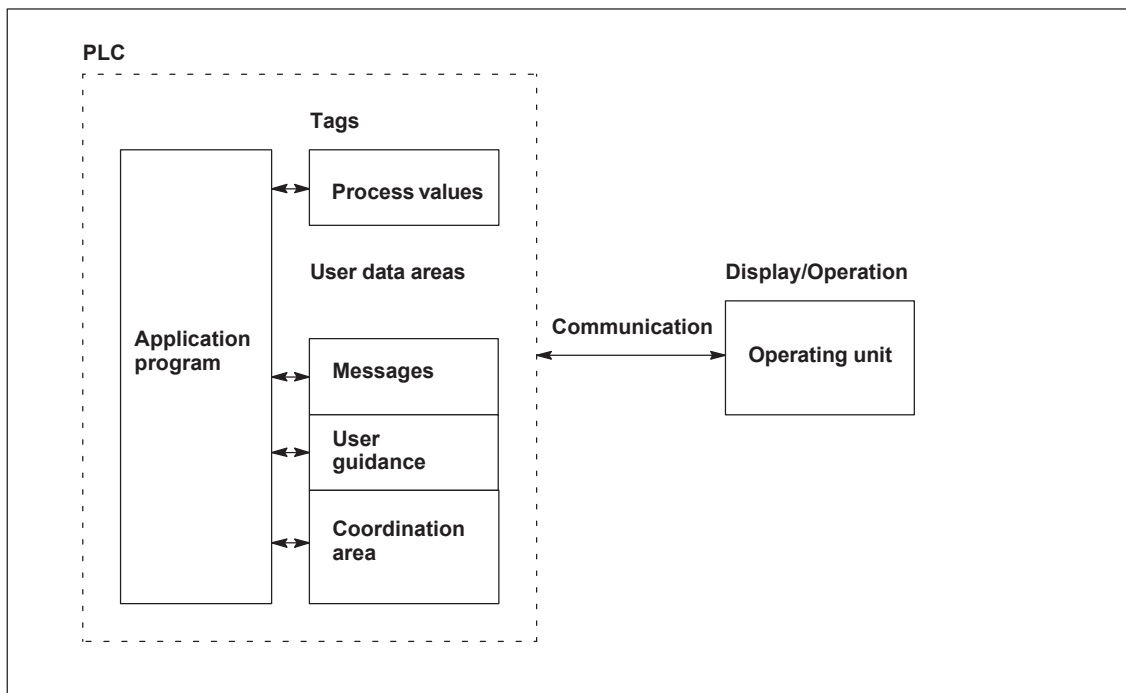 PLC
Tags
Process values
User data areas
Application
program
Messages
User
guidance
Coordination
area
Communication
Display/Operation
Operating unit